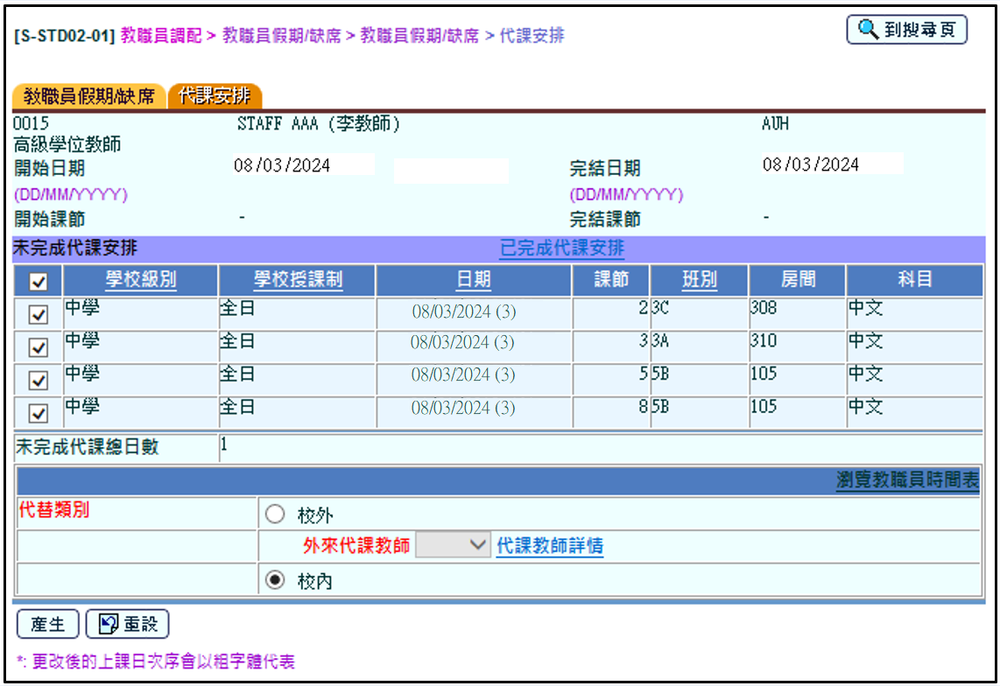 [S-STD02-01] 教職員調配 > 教職員假期/缺席 > 教職員假期/缺席 > 代課安排
到搜尋頁
教職員假期/缺席 代課安排
0015 STAFF AAA (李教師) AUH
高級學位教師
開始日期 08/03/2024 完結日期 08/03/2024
(DD/MM/YYYY) (DD/MM/YYYY)
開始課節 - 完結課節 -
未完成代課安排 已完成代課安排
學校級別 學校授課制 日期 課節 班別 房間 科目
中學 全日 08/03/2024 (3) 2 3C 308 中文
中學 全日 08/03/2024 (3) 3 3A 310 中文
中學 全日 08/03/2024 (3) 5 5B 105 中文
中學 全日 08/03/2024 (3) 8 5B 105 中文
未完成代課總日數 1
瀏覽教職員時間表
代替類別 校外
外來代課教師 代課教師詳情
校內
產生 重設
*: 更改後的上課日次序會以粗字體代表